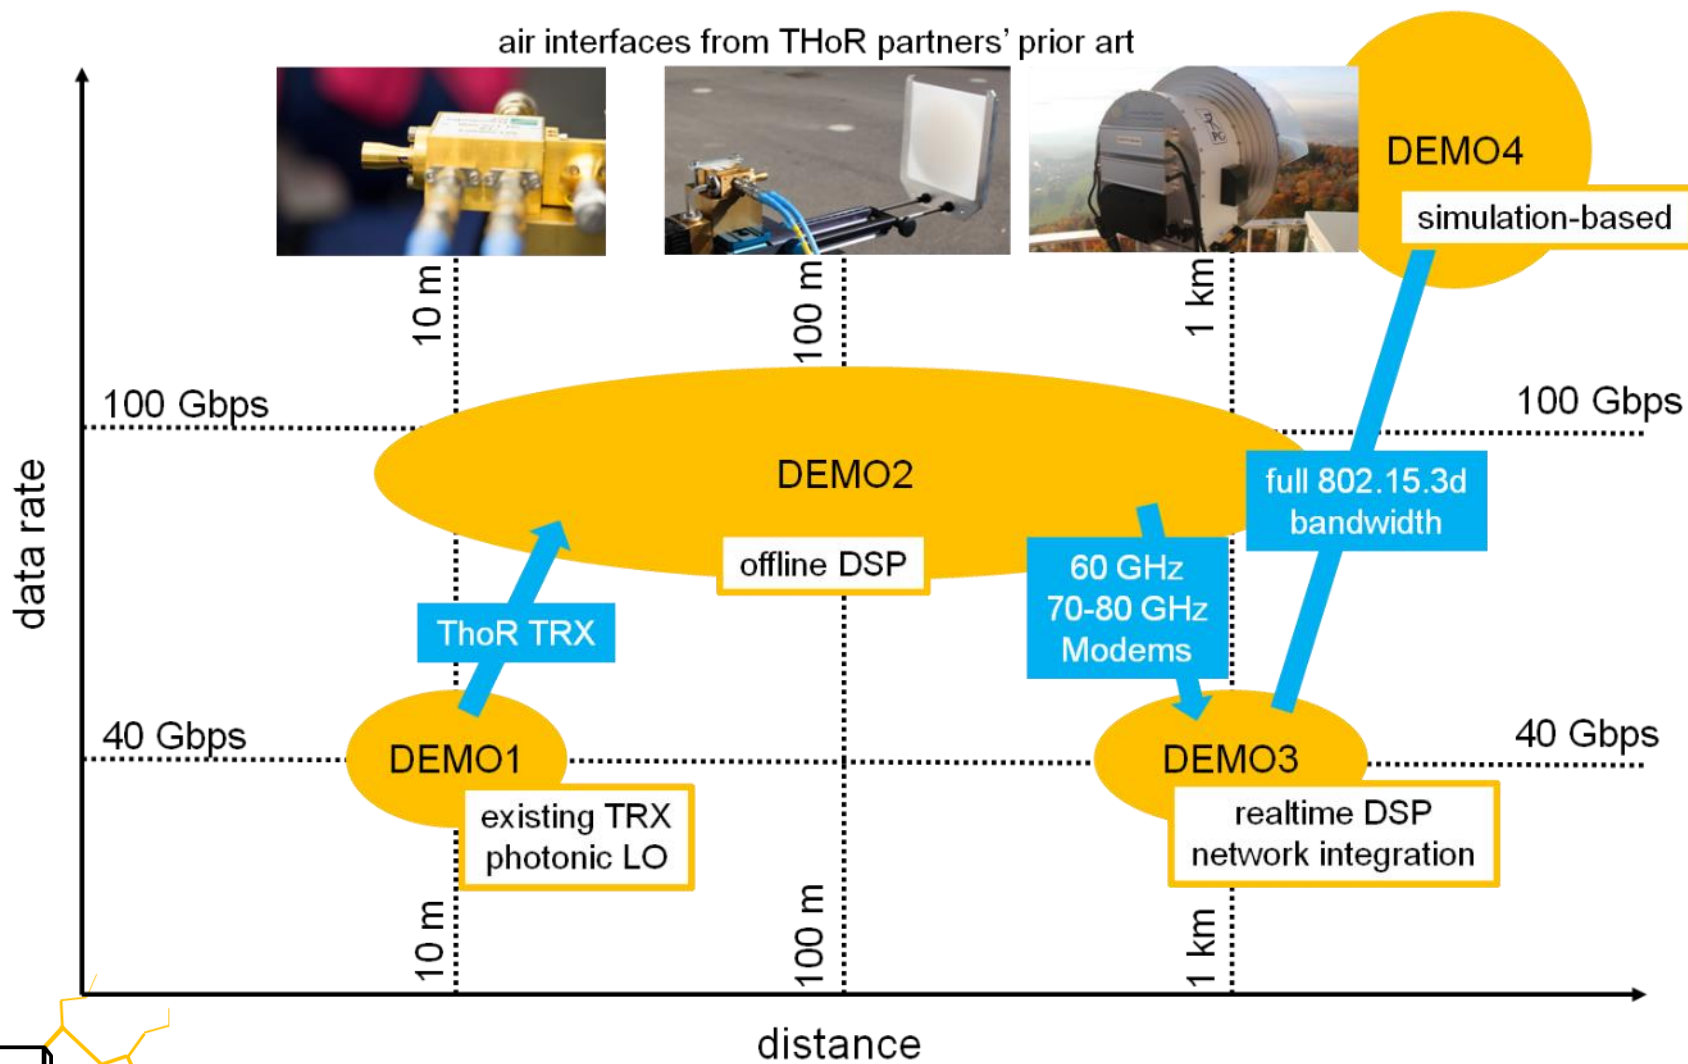 air interfaces from THoR partners' prior art
DEMO4
simulation-based
10 m
100 m
1 km
100 Gbps
100 Gbps
data rate
DEMO2
full 802.15.3d
bandwidth
offline DSP
60 GHz
70-80 GHz
Modems
ThoR TRX
40 Gbps
40 Gbps
DEMO1
DEMO3
existing TRX
photonic LO
realtime DSP
network integration
10 m
100 m
1 km
distance